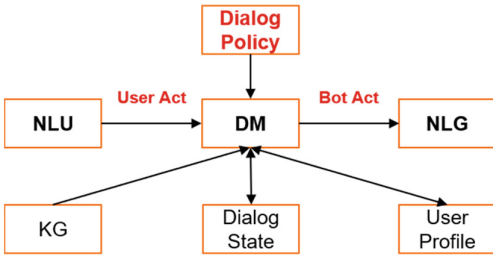 Dialog
Policy
User Act
Bot Act
NLU
DM
NLG
KG
Dialog
State
User
Profile